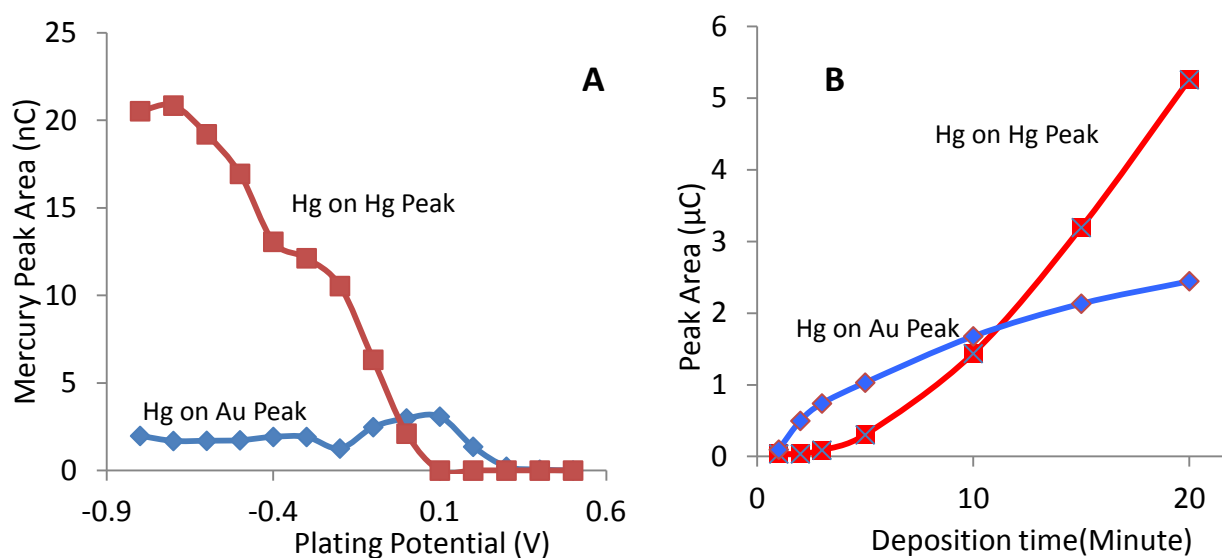 A
Mercury Peak Area (nC)
25
20
15
10
5
0
Hg on Hg Peak
Hg on Au Peak
-0.9
-0.4
0.1
0.6
Plating Potential (V)
B
Peak Area (µC)
6
5
4
3
2
1
0
Hg on Hg Peak
Hg on Au Peak
0
10
20
Deposition time(Minute)